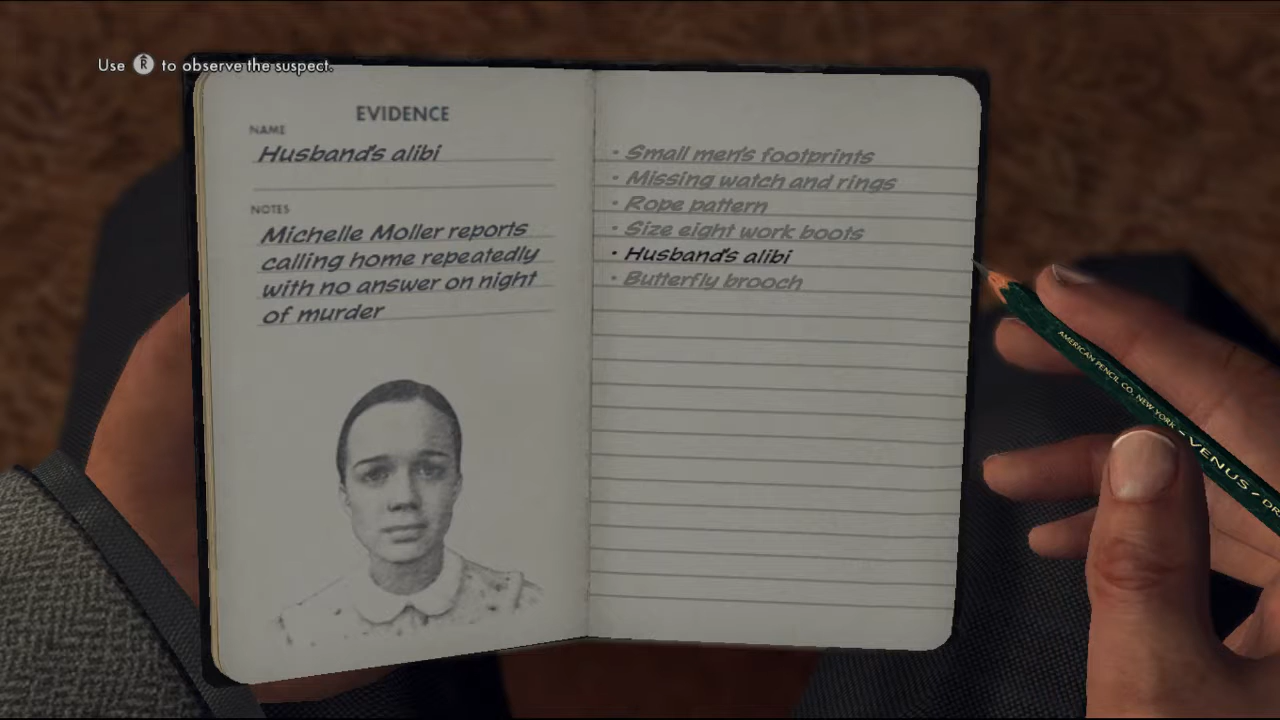 Use R to observe the suspect.
EVIDENCE
NAME
Husband's alibi
NOTES
Michelle Moller reports
calling home repeatedly
with no answer on night
of murder
• Small men's footprints
• Missing watch and rings
• Rope pattern
• Size eight work boots
• Husband's alibi
• Butterfly brooch
AMERICAN PENCIL CO. NEW YORK - VENUS / DR